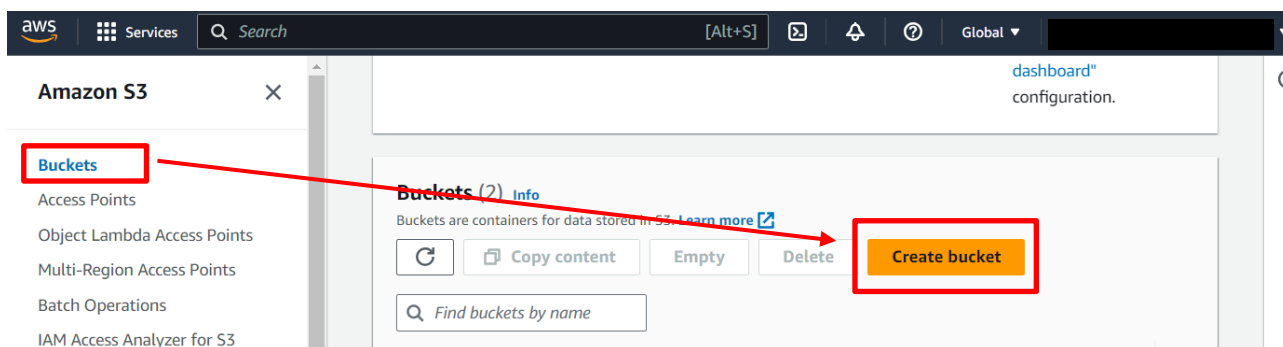 aws
Services
Search
[Alt+S]
Global
Amazon S3
Buckets
Access Points
Object Lambda Access Points
Multi-Region Access Points
Batch Operations
IAM Access Analyzer for S3
dashboard"
configuration.
Buckets (2) Info
Buckets are containers for data stored in S3. Learn more
Copy content
Empty
Delete
Create bucket
Find buckets by name